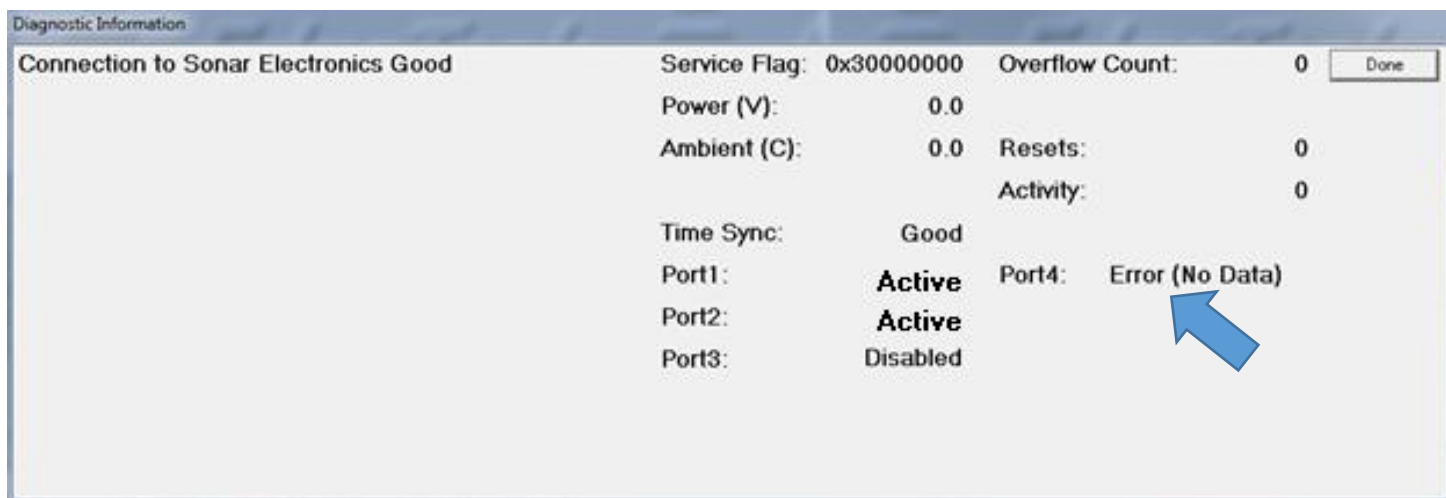 Diagnostic Information
Connection to Sonar Electronics Good Service Flag: 0x30000000 Overflow Count: 0 Done
Power (V): 0.0
Ambient (C): 0.0 Resets: 0
Activity: 0
Time Sync: Good
Port1: Active Port4: Error (No Data)
Port2: Active
Port3: Disabled